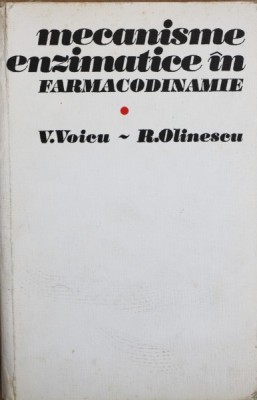 mecanisme
enzimatice în
FARMACODINAMIE
V.Voicu ~ R.Olinescu